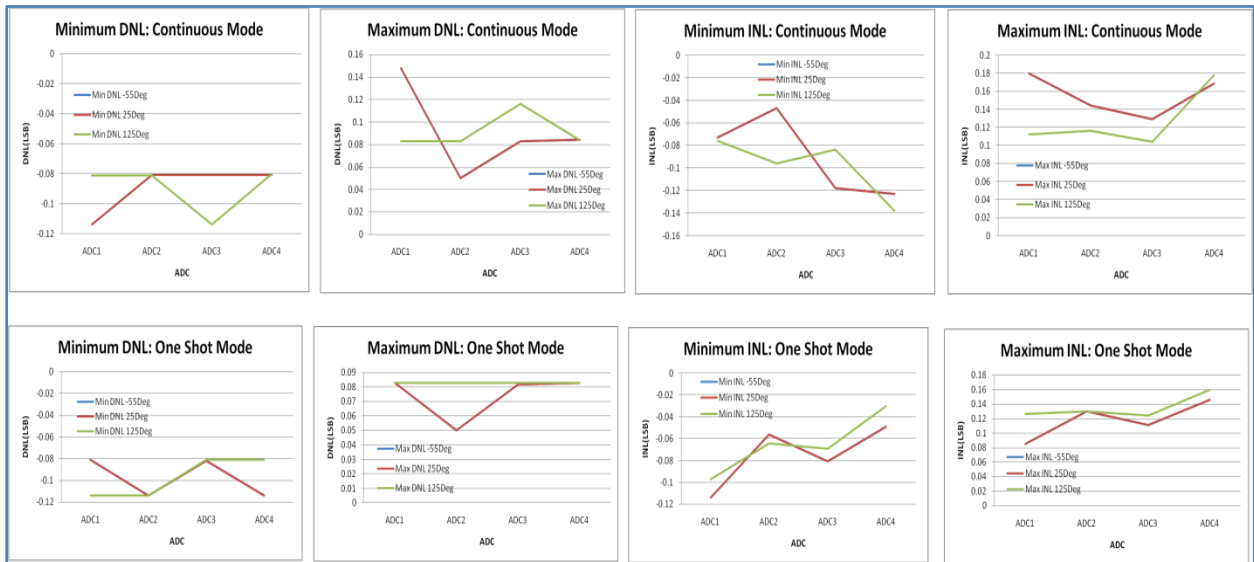 Minimum DNL: Continuous Mode
0
-0.02
-0.04
-0.06
-0.08
-0.1
-0.12
DNL(LSB)
Min DNL -55Deg
Min DNL 25Deg
Min DNL 125Deg
ADC1 ADC2 ADC3 ADC4
ADC
Maximum DNL: Continuous Mode
0.16
0.14
0.12
0.1
0.08
0.06
0.04
0.02
0
DNL(LSB)
Max DNL -55Deg
Max DNL 25Deg
Max DNL 125Deg
ADC1 ADC2 ADC3 ADC4
ADC
Minimum INL: Continuous Mode
0
-0.02
-0.04
-0.06
-0.08
-0.1
-0.12
-0.14
-0.16
INL(LSB)
Min INL -55Deg
Min INL 25Deg
Min INL 125Deg
ADC1 ADC2 ADC3 ADC4
ADC
Maximum INL: Continuous Mode
0.2
0.18
0.16
0.14
0.12
0.1
0.08
0.06
0.04
0.02
0
INL(LSB)
Max INL -55Deg
Max INL 25Deg
Max INL 125Deg
ADC1 ADC2 ADC3 ADC4
ADC
Minimum DNL: One Shot Mode
0
-0.02
-0.04
-0.06
-0.08
-0.1
-0.12
DNL(LSB)
Min DNL -55Deg
Min DNL 25Deg
Min DNL 125Deg
ADC1 ADC2 ADC3 ADC4
ADC
Maximum DNL: One Shot Mode
0.09
0.08
0.07
0.06
0.05
0.04
0.03
0.02
0.01
0
DNL(LSB)
Max DNL -55Deg
Max DNL 25Deg
Max DNL 125Deg
ADC1 ADC2 ADC3 ADC4
ADC
Minimum INL: One Shot Mode
0
-0.02
-0.04
-0.06
-0.08
-0.1
-0.12
INL(LSB)
Min INL -55Deg
Min INL 25Deg
Min INL 125Deg
ADC1 ADC2 ADC3 ADC4
ADC
Maximum INL: One Shot Mode
0.18
0.16
0.14
0.12
0.1
0.08
0.06
0.04
0.02
0
INL(LSB)
Max INL -55Deg
Max INL 25Deg
Max INL 125Deg
ADC1 ADC2 ADC3 ADC4
ADC